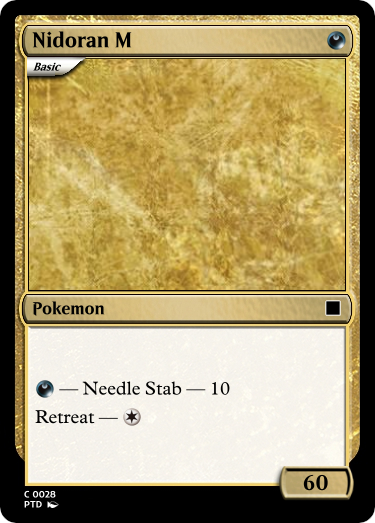 Nidoran M
Basic
Pokemon
— Needle Stab — 10
Retreat —
60
C 0028
PTD